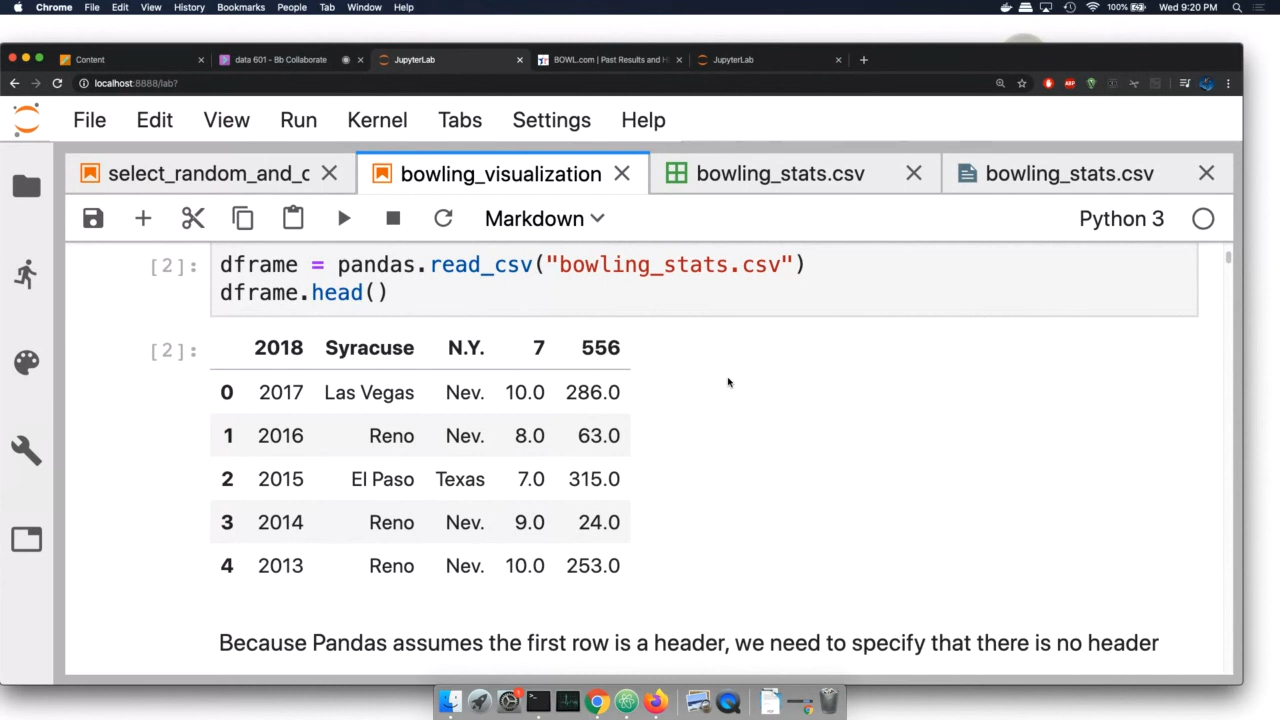 Chrome File Edit View History Bookmarks People Tab Window Help 100% Wed 9:20 PM
Content data 601 - Bb Collaborate JupyterLab BOWL.com | Past Results and H JupyterLab
localhost:8888/lab?
File Edit View Run Kernel Tabs Settings Help
select_random_and_c bowling_visualization bowling_stats.csv bowling_stats.csv
Markdown Python 3
[2]: dframe = pandas.read_csv("bowling_stats.csv")
dframe.head()
[2]: 2018 Syracuse N.Y. 7 556
0 2017 Las Vegas Nev. 10.0 286.0
1 2016 Reno Nev. 8.0 63.0
2 2015 El Paso Texas 7.0 315.0
3 2014 Reno Nev. 9.0 24.0
4 2013 Reno Nev. 10.0 253.0
Because Pandas assumes the first row is a header, we need to specify that there is no header